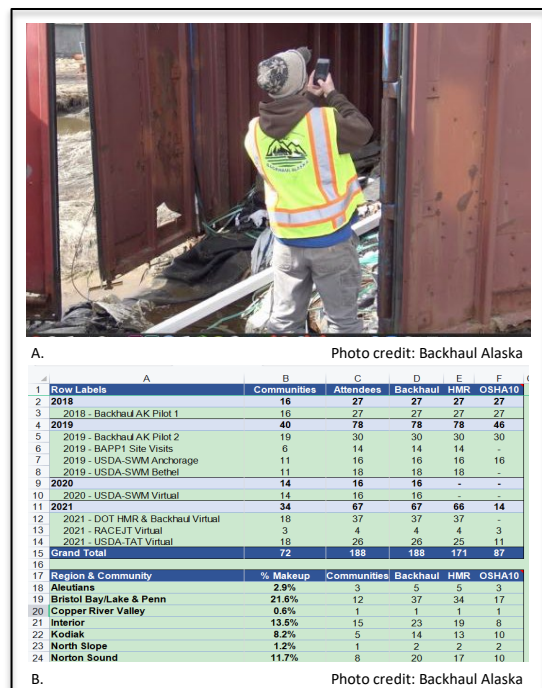 BACKHAUL ALASKA
A. Photo credit: Backhaul Alaska
A B C D E F
1 Row Labels Communities Attendees Backhaul HMR OSHA10
2 2018 16 27 27 27 27
3 2018 - Backhaul AK Pilot 1 16 27 27 27 27
4 2019 40 78 78 78 46
5 2019 - Backhaul AK Pilot 2 19 30 30 30 30
6 2019 - BAPP1 Site Visits 6 14 14 14 -
7 2019 - USDA-SWM Anchorage 11 16 16 16 16
8 2019 - USDA-SWM Bethel 11 18 18 18 -
9 2020 14 16 16 - -
10 2020 - USDA-SWM Virtual 14 16 16 - -
11 2021 34 67 67 66 14
12 2021 - DOT HMR & Backhaul Virtual 18 37 37 37 -
13 2021 - RACEJT Virtual 3 4 4 4 3
14 2021 - USDA-TAT Virtual 18 26 26 25 11
15 Grand Total 72 188 188 171 87
16
17 Region & Community % Makeup Communities Backhaul HMR OSHA10
18 Aleutians 2.9% 3 5 5 3
19 Bristol Bay/Lake & Penn 21.6% 12 37 34 17
20 Copper River Valley 0.6% 1 1 1 1
21 Interior 13.5% 15 23 19 8
22 Kodiak 8.2% 5 14 13 10
23 North Slope 1.2% 1 2 2 2
24 Norton Sound 11.7% 8 20 17 10
B. Photo credit: Backhaul Alaska